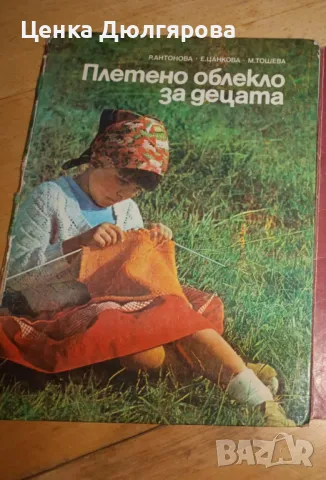 Ценка Дюлгярова
Р.АНТОНОВА · Е.ЦАНКОВА · М.ТОШЕВА
Плетено облекло
за децата
BAZAR